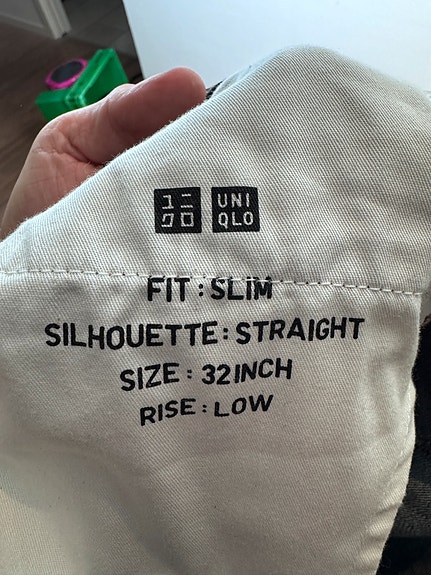 ユニ UNI
クロ QLO
FIT : SLIM
SILHOUETTE : STRAIGHT
SIZE : 32INCH
RISE : LOW